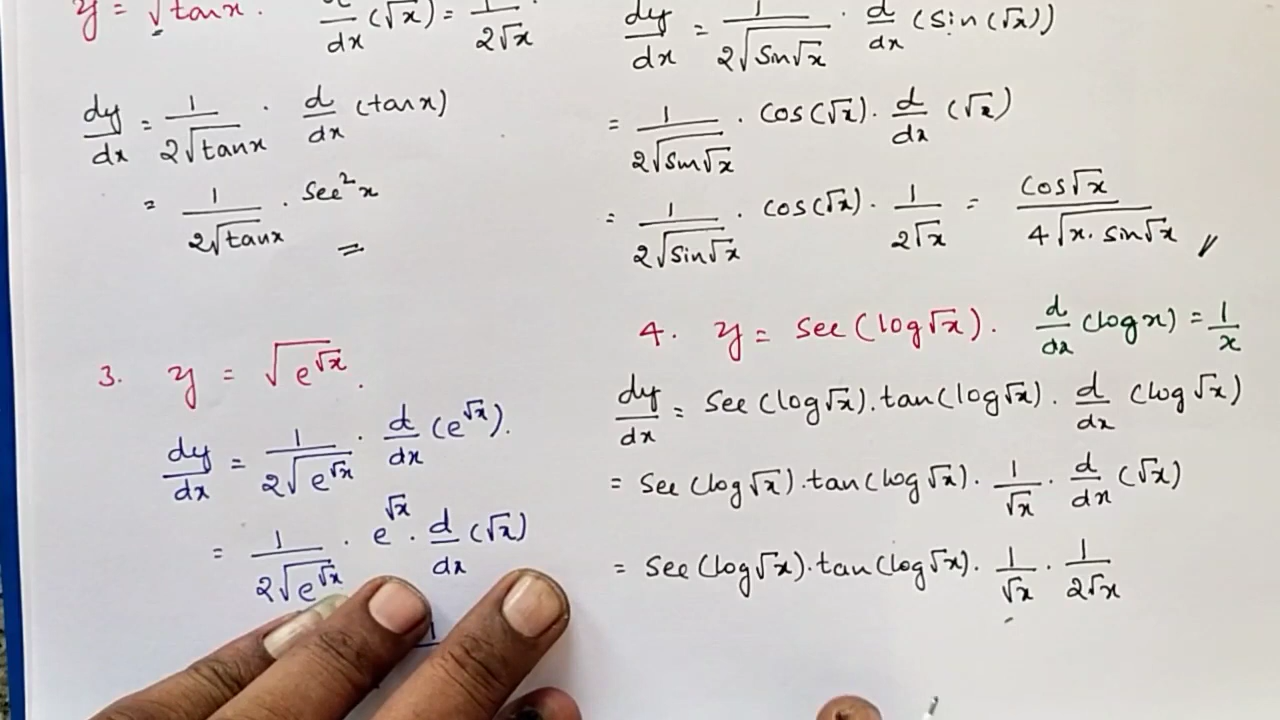 y = √tanx. d/dx (√x) = 1/2√x
dy/dx = 1/2√tanx · d/dx (tanx)
= 1/2√tanx · Sec²x
3. y = √e^√x.
dy/dx = 1/2√e^√x · d/dx (e^√x).
= 1/2√e^√x · e^√x · d/dx (√x)
dy/dx = 1/2√Sin√x · d/dx (Sin(√x))
= 1/2√Sin√x · cos(√x) · d/dx (√x)
= 1/2√Sin√x · cos(√x) · 1/2√x = Cos√x/4√x·sin√x
4. y = Sec(log√x). d/dx (logx) = 1/x
dy/dx = Sec(log√x).tan(log√x) · d/dx (log√x)
= Sec(log√x).tan(log√x) · 1/√x · d/dx (√x)
= Sec(log√x).tan(log√x) · 1/√x · 1/2√x